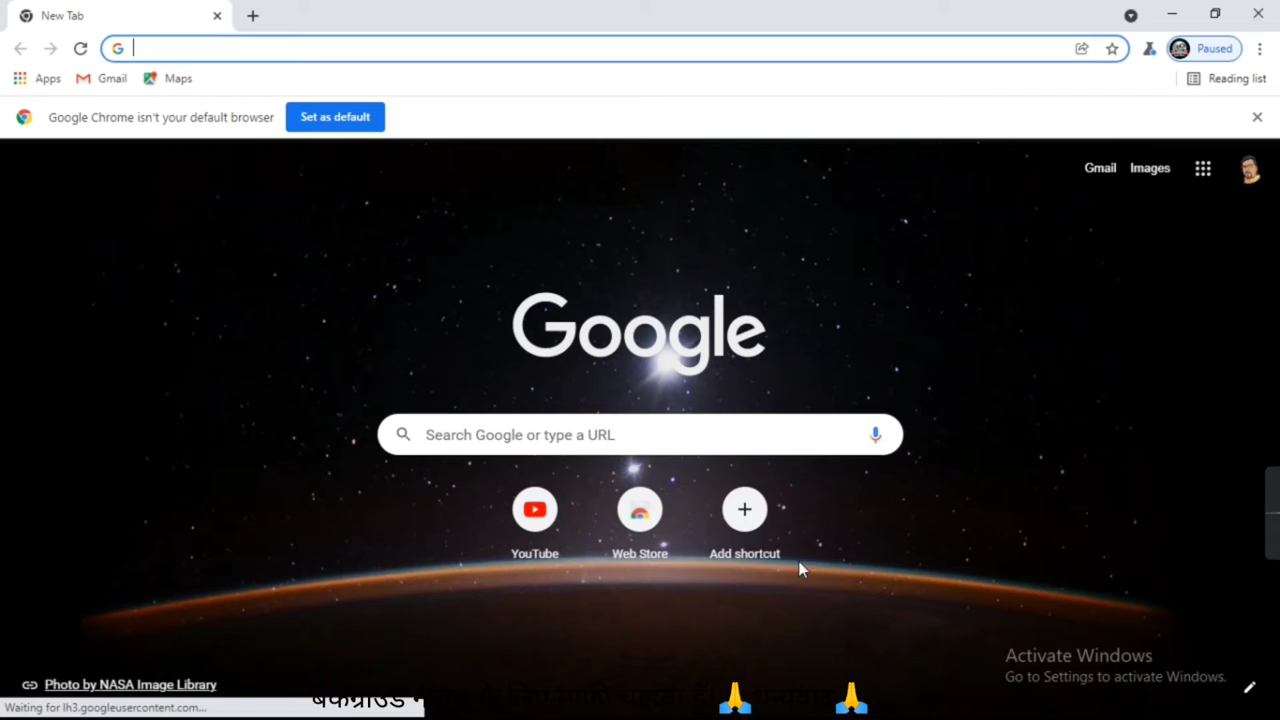 New Tab
Paused
Apps
Gmail
Maps
Reading list
Google Chrome isn't your default browser
Set as default
Gmail
Images
Google
Search Google or type a URL
YouTube
Web Store
Add shortcut
Activate Windows
Go to Settings to activate Windows.
Photo by NASA Image Library
Waiting for lh3.googleusercontent.com...
🙏 धन्यवाद 🙏